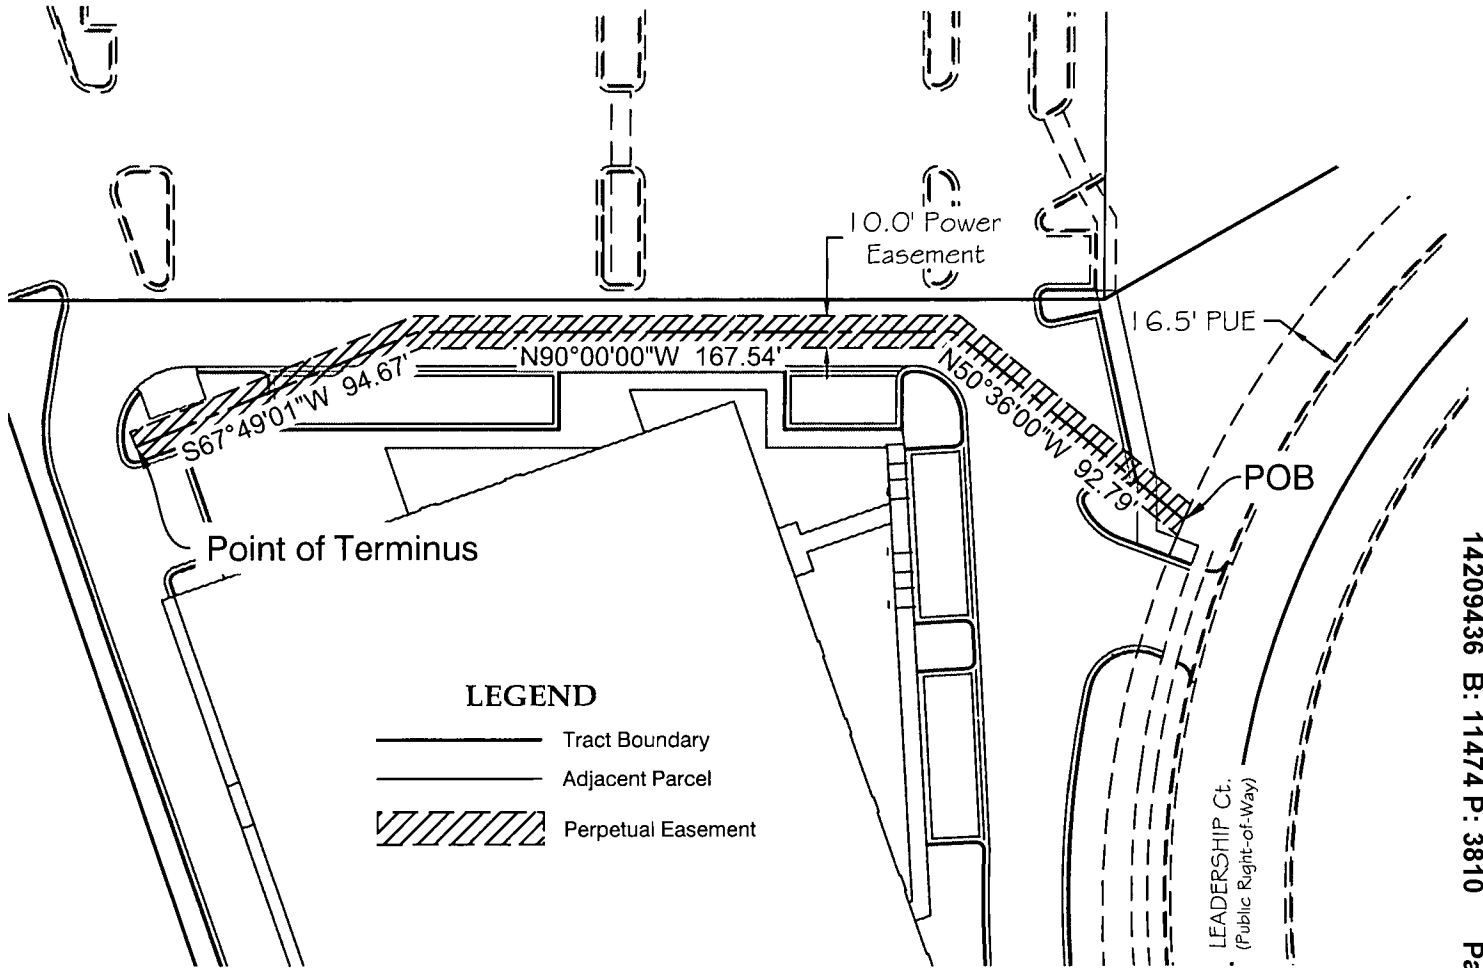 10.0' Power
Easement
16.5' PUE
N90°00'00"W 167.54'
S67°49'01"W 94.67'
N50°36'00"W 92.79'
POB
Point of Terminus
LEGEND
Tract Boundary
Adjacent Parcel
Perpetual Easement
LEADERSHIP Ct.
(Public Right-of-Way)
14209436 B: 11474 P: 3810 Pa